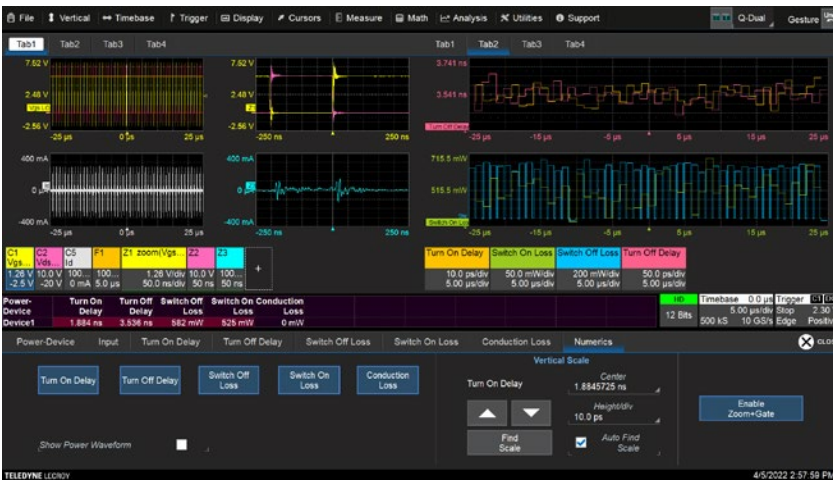 File Vertical Timebase Trigger Display Cursors Measure Math Analysis Utilities Support Q-Dual Gesture
Tab1 Tab2 Tab3 Tab4 Tab1 Tab2 Tab3 Tab4
7.52 V 7.52 V 3.741 ns
2.48 V 2.48 V 3.541 ns
-2.56 V -2.56 V
-25 µs 0 µs 25 µs -250 ns 250 ns -25 µs -15 µs -5 µs 5 µs 15 µs 25 µs
400 mA 400 mA 715.5 mW
515.5 mW
-400 mA -400 mA
-25 µs 0 µs 25 µs -250 ns 250 ns -25 µs -15 µs -5 µs 5 µs 15 µs 25 µs
C1 C2 C5 F1 Z1 zoom(Vgs... Z2 Z3 Turn On Delay Switch On Loss Switch Off Loss Turn Off Delay
Vgs... Vds... Id
1.26 V 10.0 V 100... 100... 1.26 V/div 10.0 V 100... + 10.0 ps/div 50.0 mW/div 200 mW/div 50.0 ps/div
-2.5 V -20 V 0 mA 5.0 µs 50.0 ns/div 50 ns 50 ns 5.00 µs/div 5.00 µs/div 5.00 µs/div 5.00 µs/div
Power- Turn On Turn Off Switch Off Switch On Conduction HD Timebase 0.0 µs Trigger
Device Delay Delay Loss Loss Loss 12 Bits 5.00 µs/div Stop 2.30
Device1 1.884 ns 3.536 ns 582 mW 525 mW 0 mW 500 kS 10 GS/s Edge Positiv
Power-Device Input Turn On Delay Turn Off Delay Switch Off Loss Switch On Loss Conduction Loss Numerics CLO
Vertical Scale
Turn On Delay Turn Off Delay Switch Off Loss Switch On Loss Conduction Loss
Turn On Delay Center
1.8845725 ns
Height/div
10.0 ps
Enable Zoom+Gate
Show Power Waveform
Find Scale Auto Find Scale
TELEDYNE LECROY 4/5/2022 2:57:59 PM